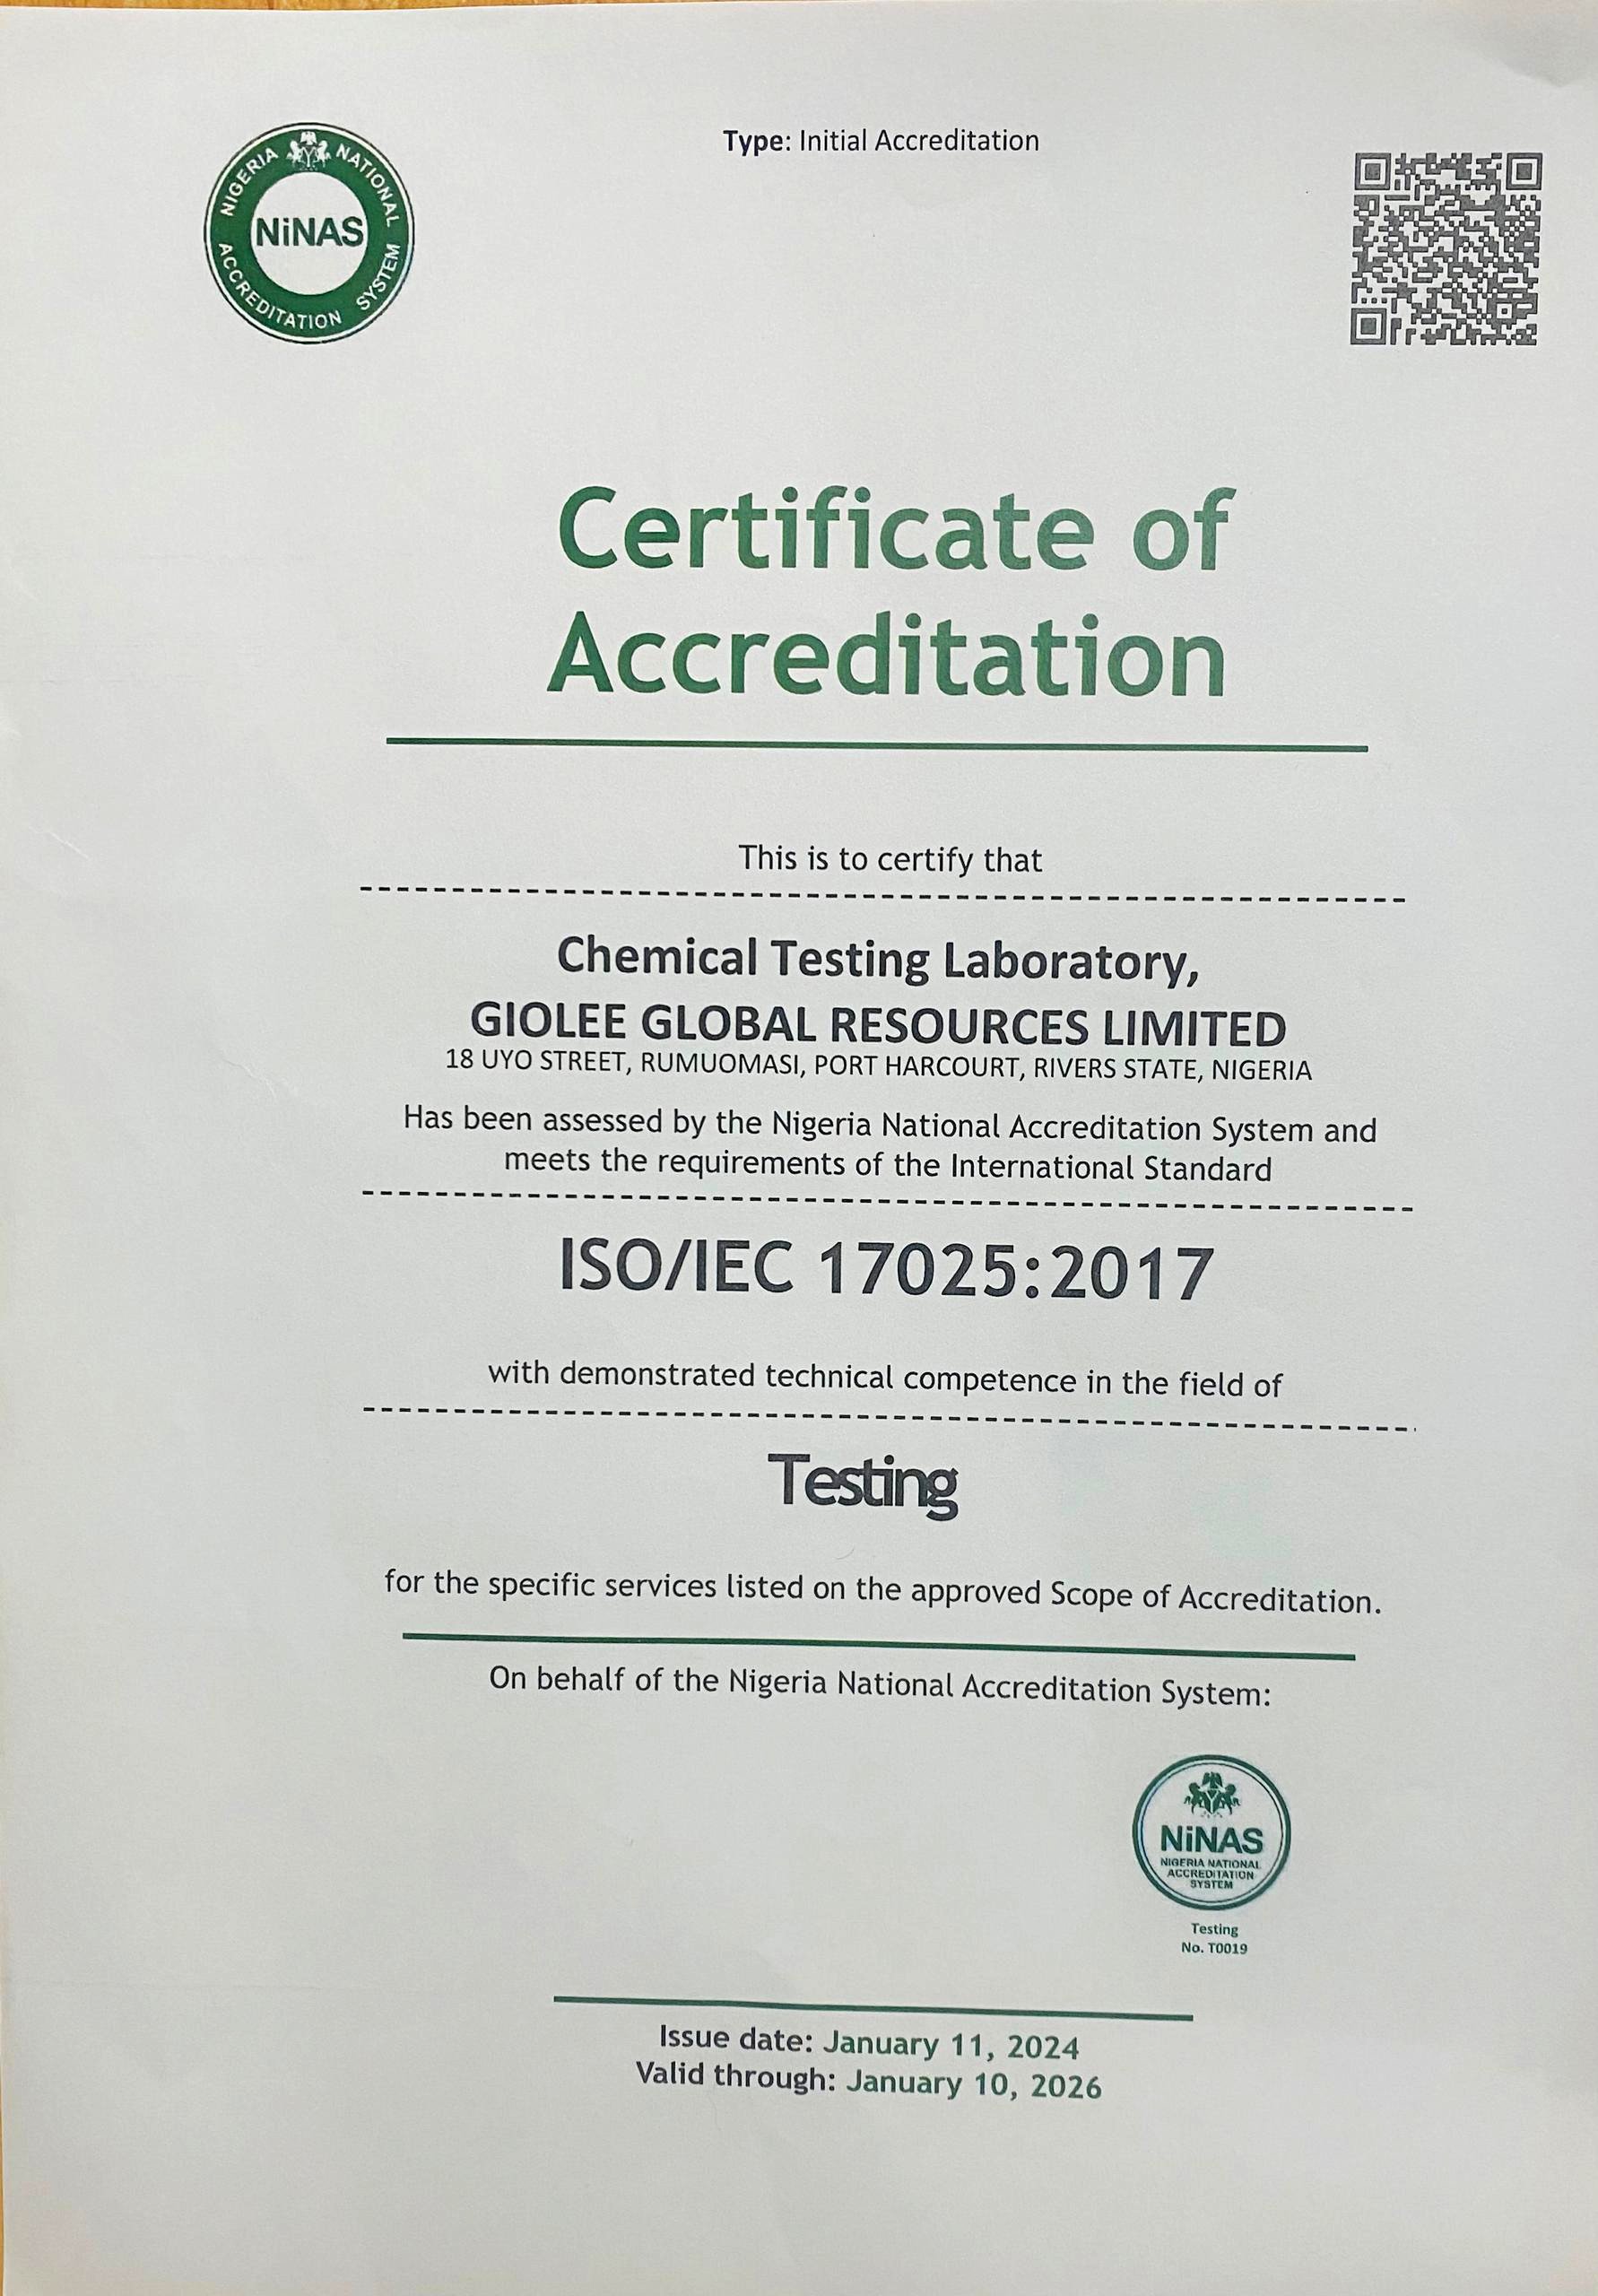 Type: Initial Accreditation
NIGERIA NATIONAL
NiNAS
ACCREDITATION SYSTEM
Certificate of
Accreditation
This is to certify that
Chemical Testing Laboratory,
GIOLEE GLOBAL RESOURCES LIMITED
18 UYO STREET, RUMUOMASI, PORT HARCOURT, RIVERS STATE, NIGERIA
Has been assessed by the Nigeria National Accreditation System and
meets the requirements of the International Standard
ISO/IEC 17025:2017
with demonstrated technical competence in the field of
Testing
for the specific services listed on the approved Scope of Accreditation.
On behalf of the Nigeria National Accreditation System:
NiNAS
NIGERIA NATIONAL
ACCREDITATION
SYSTEM
Testing
No. T0019
Issue date: January 11, 2024
Valid through: January 10, 2026